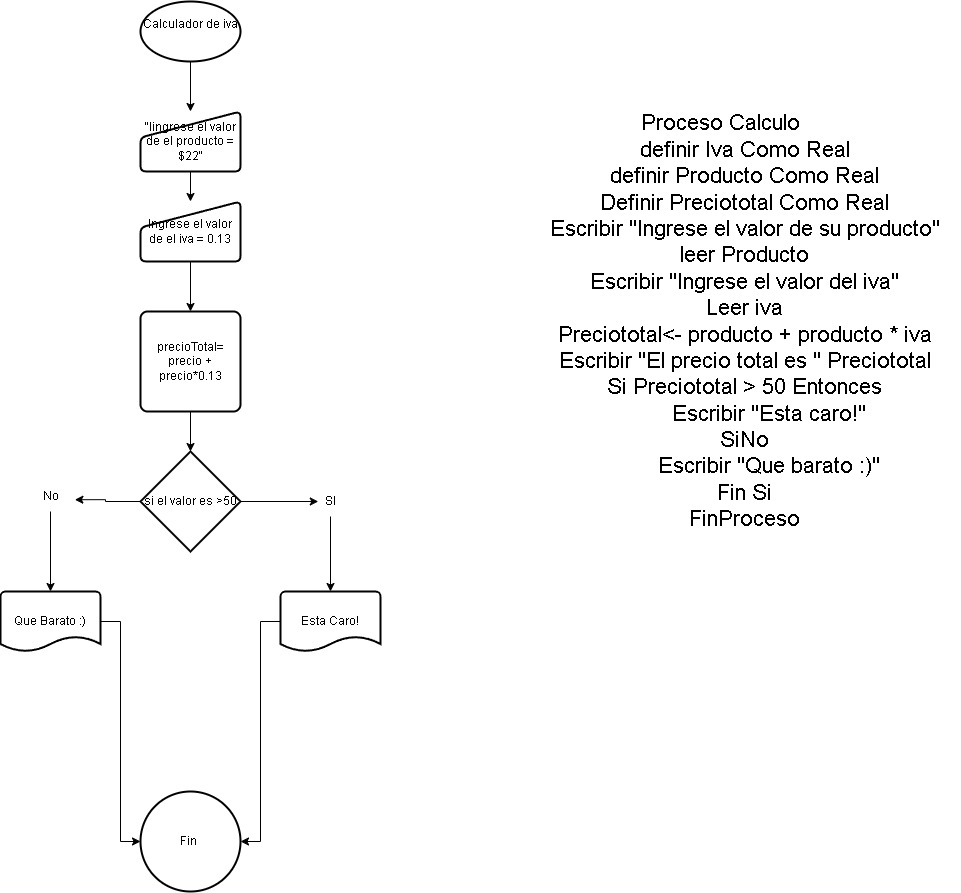 Calculador de iva
"Iingrese el valor
de el producto =
$22"
Ingrese el valor
de el iva = 0.13
precioTotal=
precio +
precio*0.13
si el valor es >50
No
SI
Que Barato :)
Esta Caro!
Fin
Proceso Calculo
definir Iva Como Real
definir Producto Como Real
Definir Preciototal Como Real
Escribir "Ingrese el valor de su producto"
leer Producto
Escribir "Ingrese el valor del iva"
Leer iva
Preciototal<- producto + producto * iva
Escribir "El precio total es " Preciototal
Si Preciototal > 50 Entonces
Escribir "Esta caro!"
SiNo
Escribir "Que barato :)"
Fin Si
FinProceso